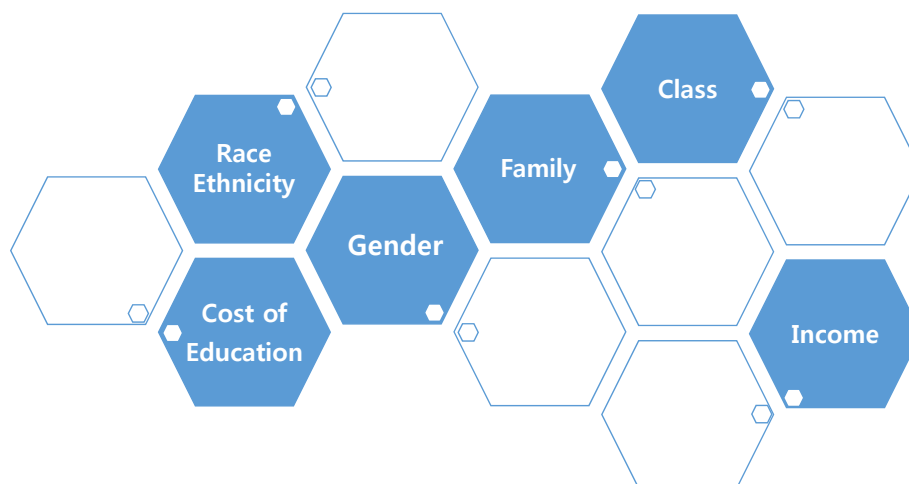 Class
Race
Ethnicity
Family
Gender
Cost of
Education
Income